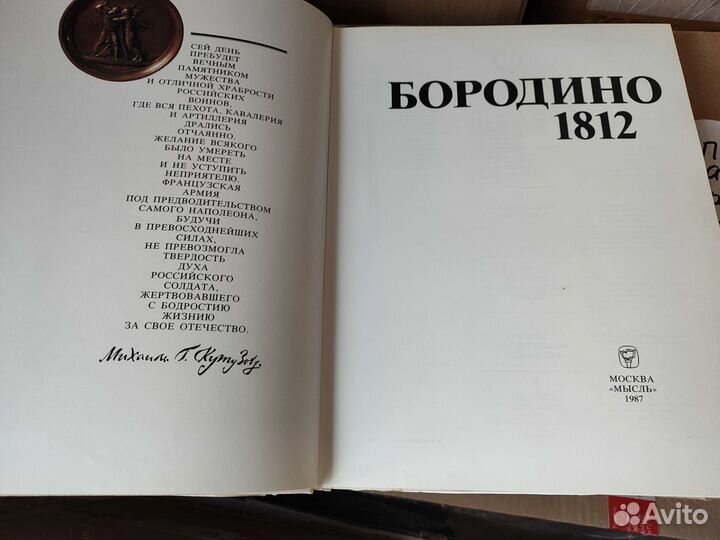 СЕЙ ДЕНЬ
ПРЕБУДЕТ
ВЕЧНЫМ
ПАМЯТНИКОМ
МУЖЕСТВА
И ОТЛИЧНОЙ ХРАБРОСТИ
РОССИЙСКИХ
ВОИНОВ,
ГДЕ ВСЯ ПЕХОТА, КАВАЛЕРИЯ
И АРТИЛЛЕРИЯ
ДРАЛИСЬ
ОТЧАЯННО.
ЖЕЛАНИЕ ВСЯКОГО
БЫЛО УМЕРЕТЬ
НА МЕСТЕ
И НЕ УСТУПИТЬ
НЕПРИЯТЕЛЮ.
ФРАНЦУЗСКАЯ
АРМИЯ
ПОД ПРЕДВОДИТЕЛЬСТВОМ
САМОГО НАПОЛЕОНА,
БУДУЧИ
В ПРЕВОСХОДНЕЙШИХ
СИЛАХ,
НЕ ПРЕВОЗМОГЛА
ТВЕРДОСТЬ
ДУХА
РОССИЙСКОГО
СОЛДАТА,
ЖЕРТВОВАВШЕГО
С БОДРОСТИЮ
ЖИЗНИЮ
ЗА СВОЕ ОТЕЧЕСТВО.
Михаила Г. Кутузов
БОРОДИНО
1812
МОСКВА
«МЫСЛЬ»
1987
Avito